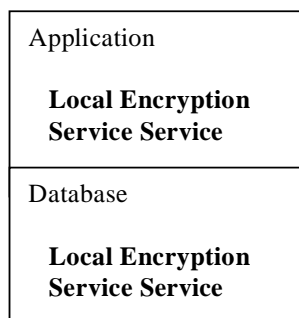 Application
Local Encryption
Service Service
Database
Local Encryption
Service Service